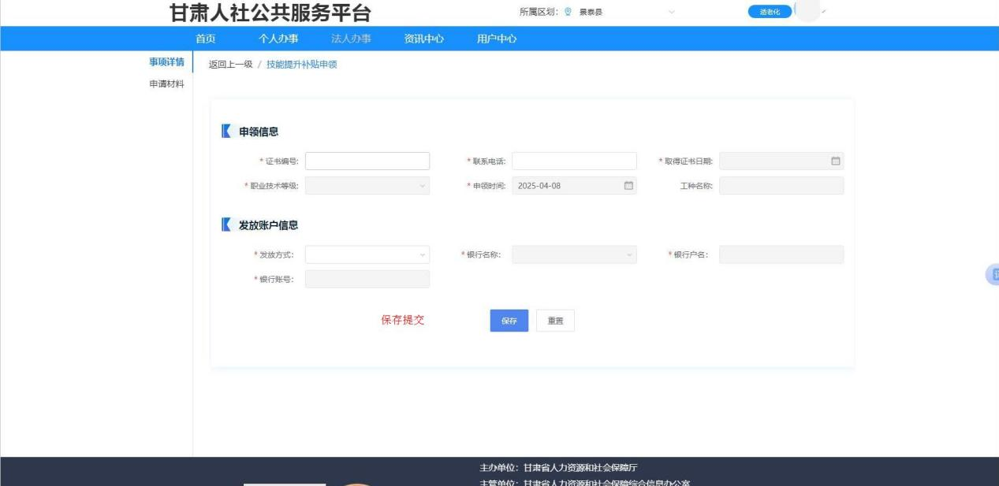 甘肃人社公共服务平台
所属区划： 景泰县 适老化
首页 个人办事 法人办事 资讯中心 用户中心
事项详情
返回上一级 / 技能提升补贴申领
申请材料
申领信息
* 证书编号:
* 联系电话:
* 取得证书日期:
* 职业技术等级:
* 申领时间: 2025-04-08
工种名称:
发放账户信息
* 发放方式:
* 银行名称:
* 银行户名:
* 银行账号:
保存提交 保存 重置
主办单位：甘肃省人力资源和社会保障厅
主管单位：甘肃省人力资源和社会保障综合信息办公室